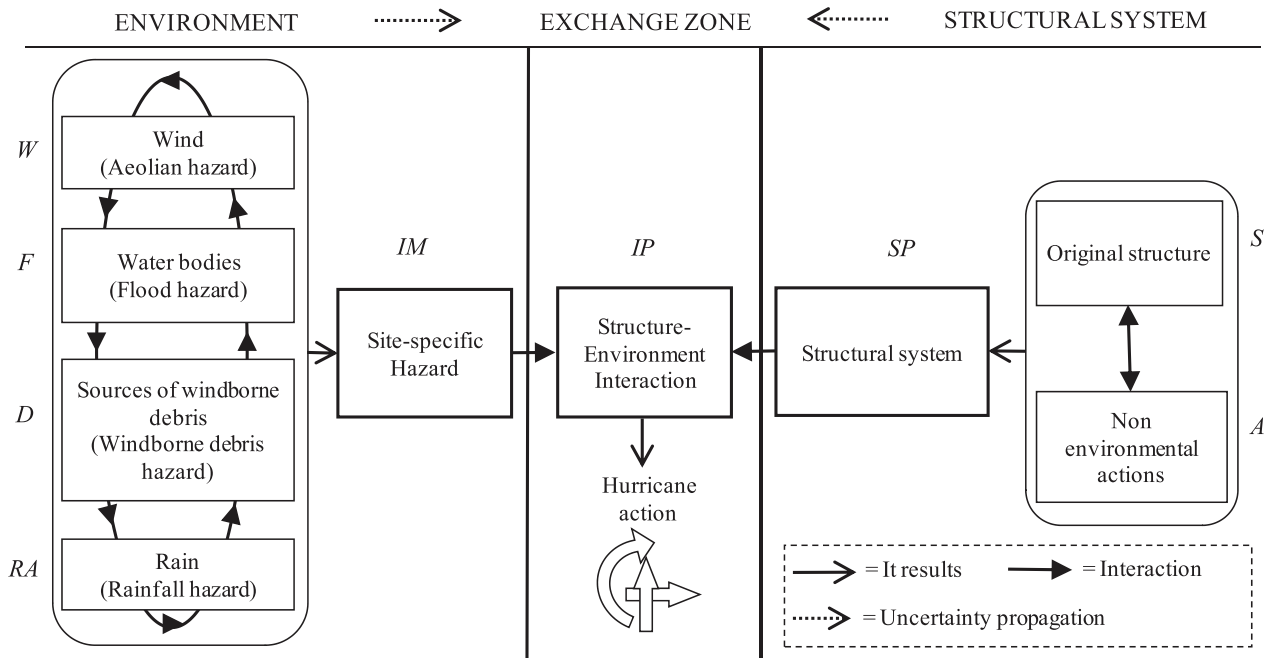 ENVIRONMENT
EXCHANGE ZONE
STRUCTURAL SYSTEM
W
Wind
(Aeolian hazard)
F
Water bodies
(Flood hazard)
D
Sources of windborne
debris
(Windborne debris
hazard)
RA
Rain
(Rainfall hazard)
IM
Site-specific
Hazard
IP
Structure-
Environment
Interaction
Hurricane
action
SP
Structural system
S
Original structure
A
Non
environmental
actions
= It results
= Interaction
= Uncertainty propagation